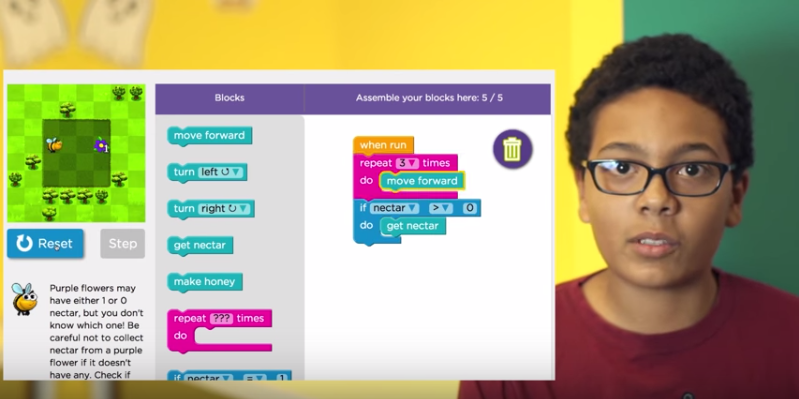 Blocks
Assemble your blocks here: 5 / 5
move forward
turn left
turn right
get nectar
make honey
repeat ??? times
do
if nectar = 1
when run
repeat 3 times
do move forward
if nectar > 0
do get nectar
1
Reset
Step
Purple flowers may
have either 1 or 0
nectar, but you don't
know which one! Be
careful not to collect
nectar from a purple
flower if it doesn't
have any. Check if